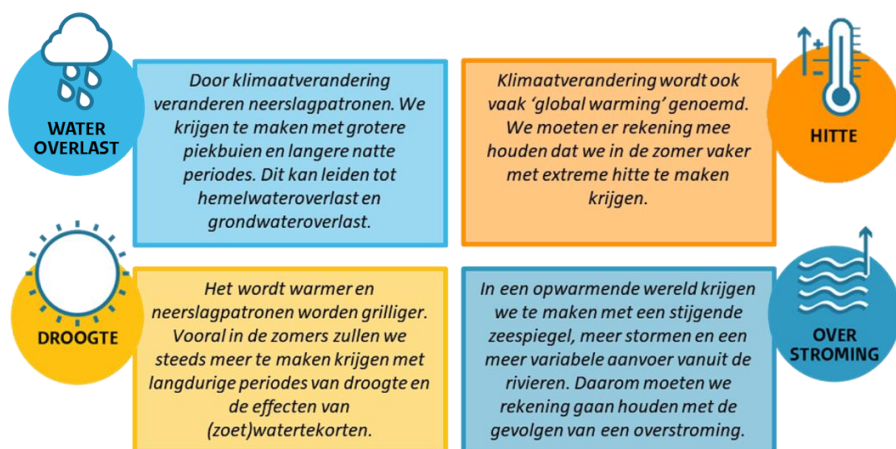 WATER
OVERLAST
Door klimaatverandering
veranderen neerslagpatronen. We
krijgen te maken met grotere
piekbuien en langere natte
periodes. Dit kan leiden tot
hemelwateroverlast en
grondwateroverlast.
Klimaatverandering wordt ook
vaak ‘global warming’ genoemd.
We moeten er rekening mee
houden dat we in de zomer vaker
met extreme hitte te maken
krijgen.
HITTE
DROOGTE
Het wordt warmer en
neerslagpatronen worden grilliger.
Vooral in de zomers zullen we
steeds meer te maken krijgen met
langdurige periodes van droogte en
de effecten van
(zoet)watertekorten.
In een opwarmende wereld krijgen
we te maken met een stijgende
zeespiegel, meer stormen en een
meer variabele aanvoer vanuit de
rivieren. Daarom moeten we
rekening gaan houden met de
gevolgen van een overstroming.
OVER
STROMING